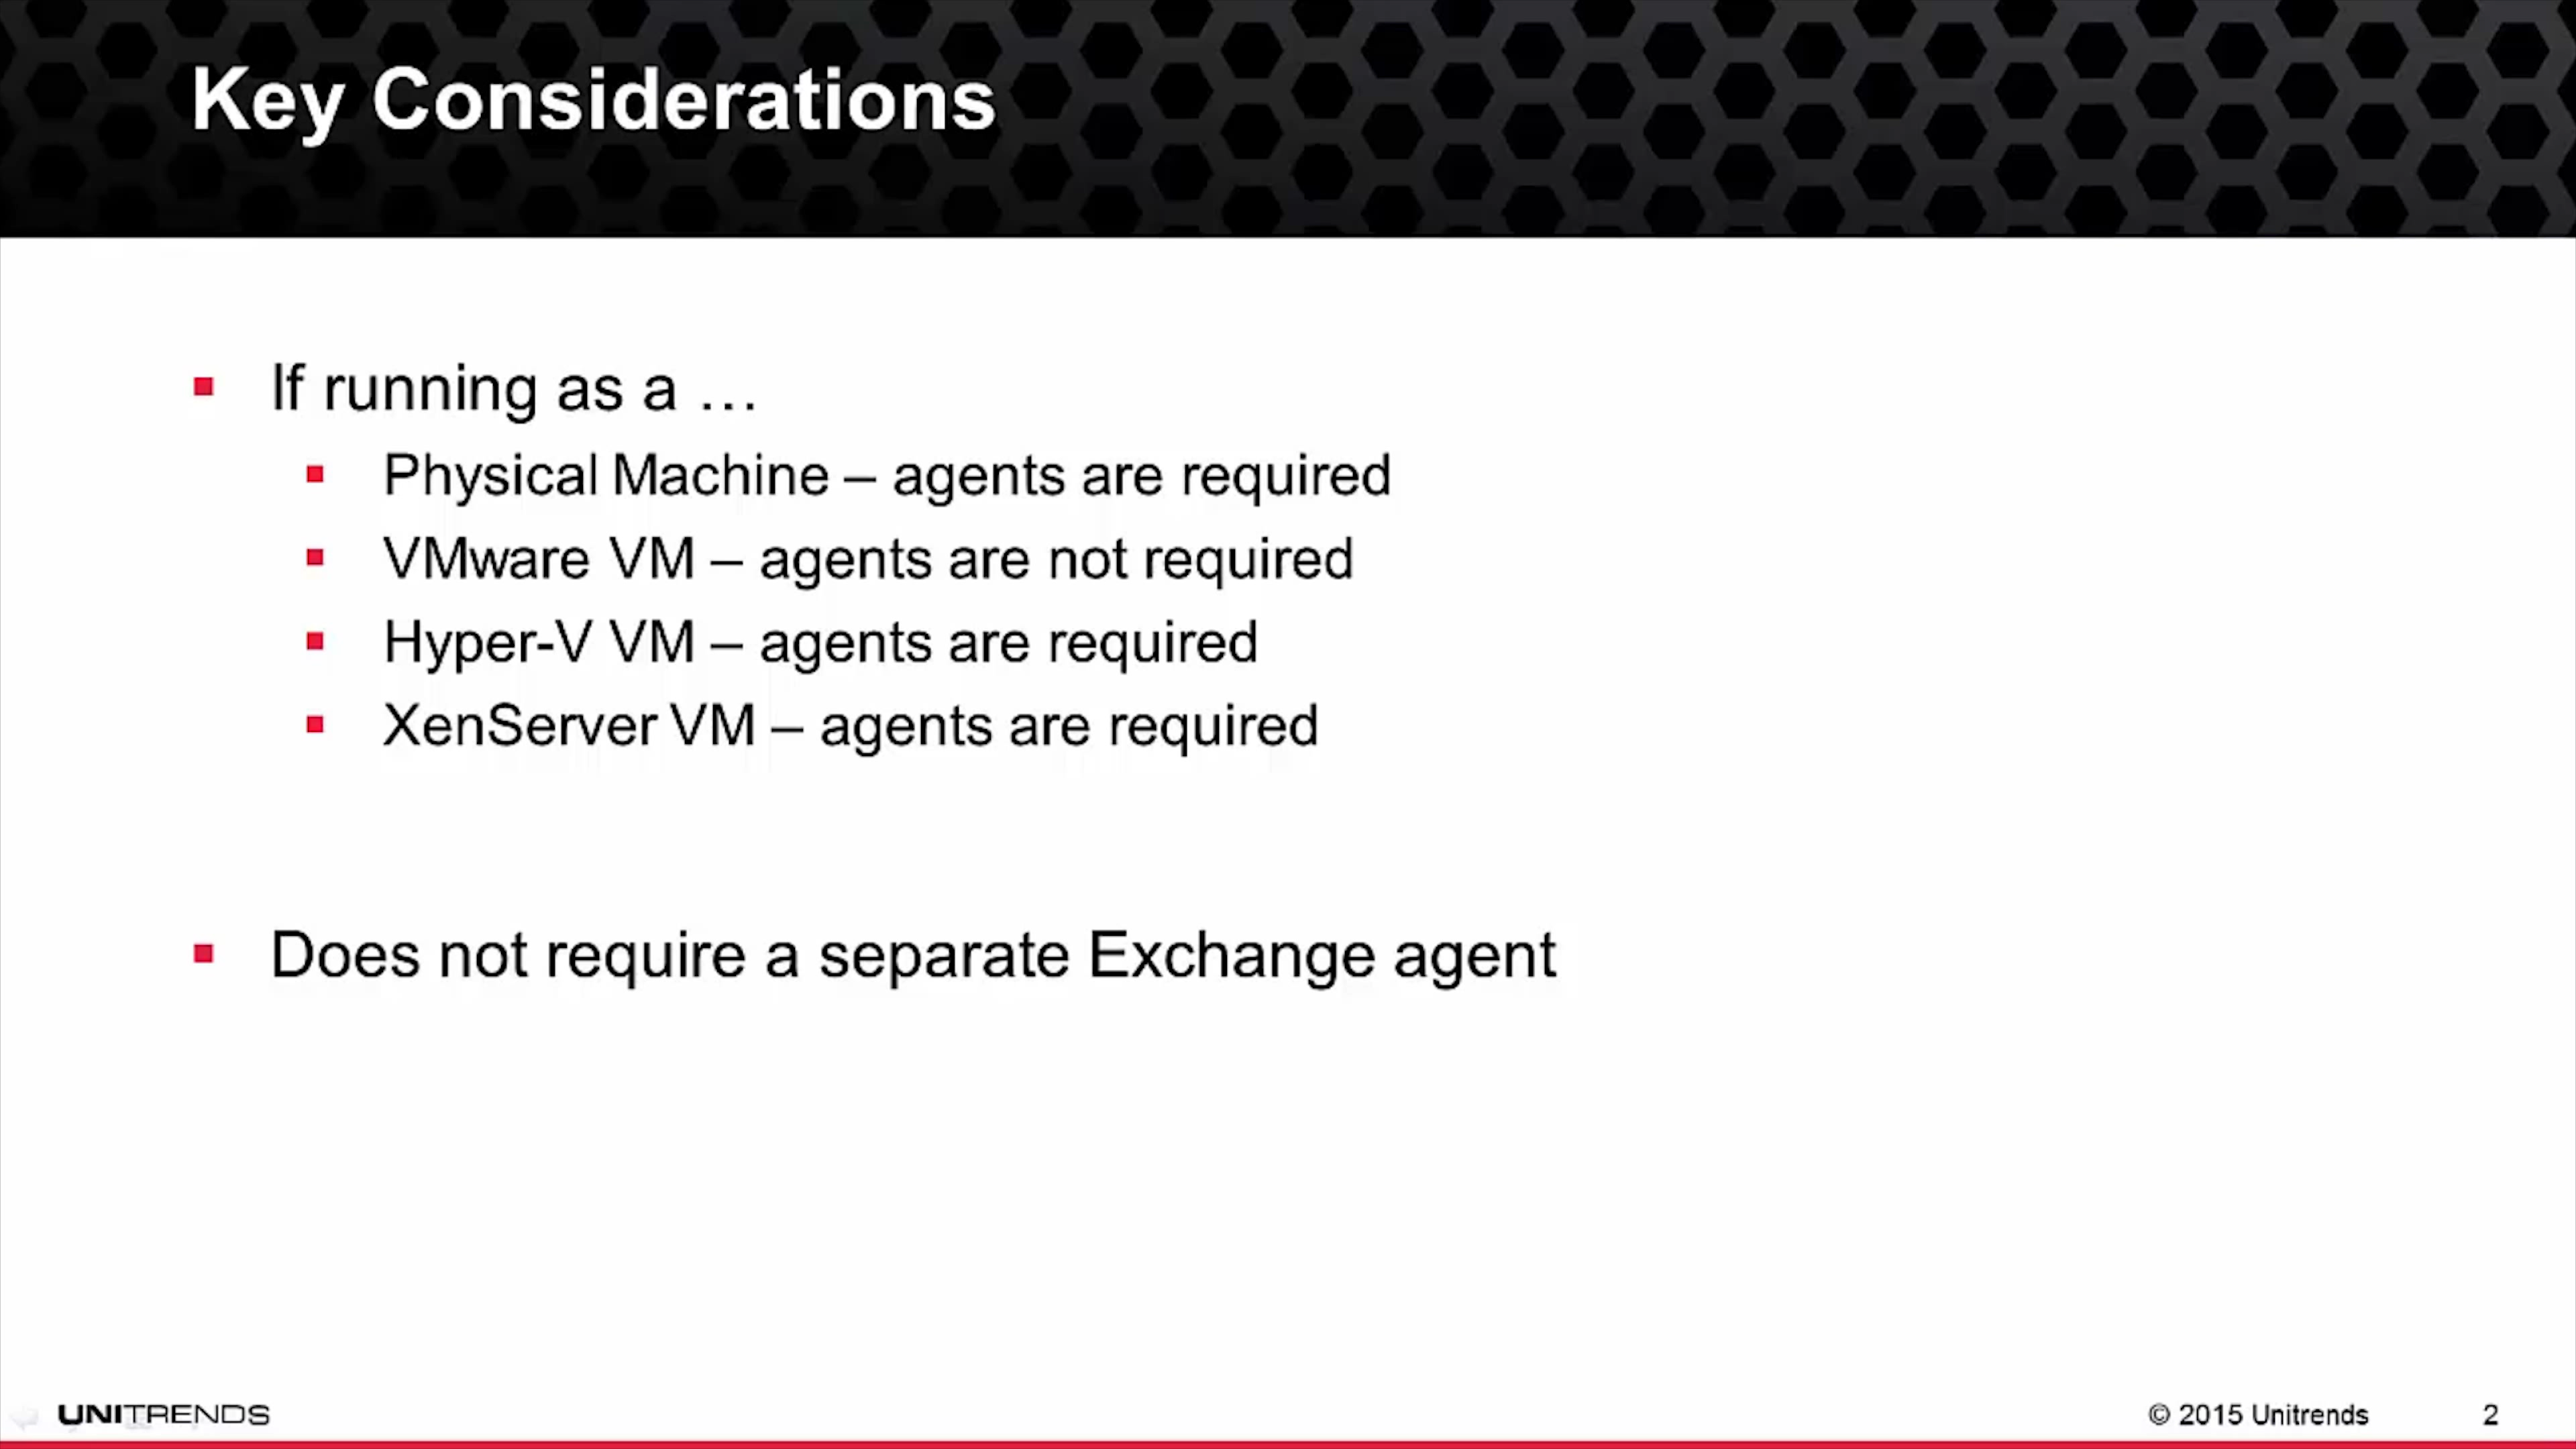 Key Considerations
If running as a …
Physical Machine – agents are required
VMware VM – agents are not required
Hyper-V VM – agents are required
XenServer VM – agents are required
Does not require a separate Exchange agent
UNITRENDS
© 2015 Unitrends
2